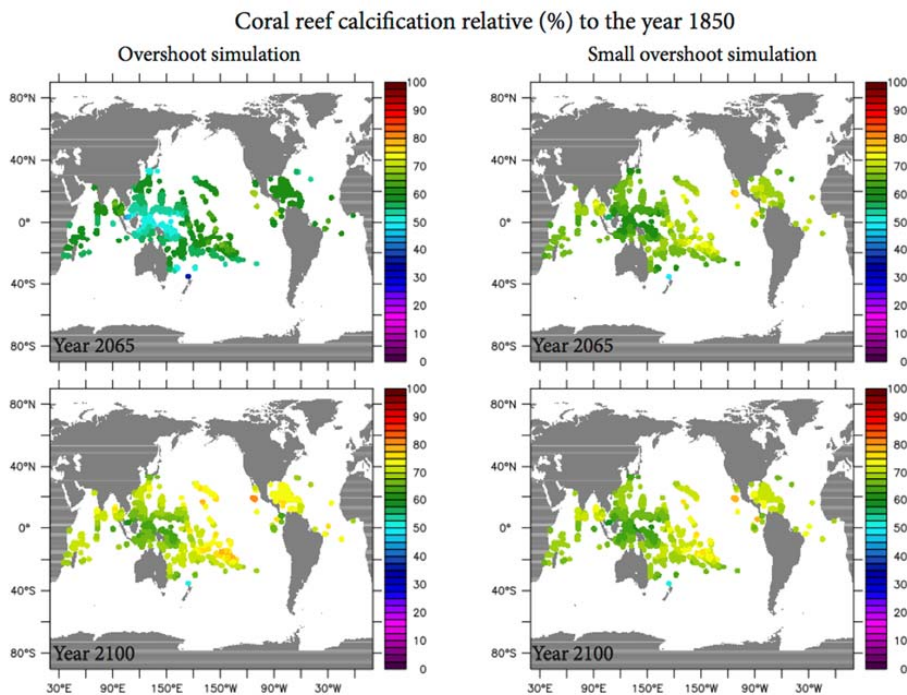 Coral reef calcification relative (%) to the year 1850
Overshoot simulation
Small overshoot simulation
80°N
40°N
0°
40°S
80°S
Year 2065
100
90
80
70
60
50
40
30
20
10
0
Year 2065
100
90
80
70
60
50
40
30
20
10
0
80°N
40°N
0°
40°S
80°S
80°N
40°N
0°
40°S
80°S
Year 2100
100
90
80
70
60
50
40
30
20
10
0
80°N
40°N
0°
40°S
80°S
Year 2100
100
90
80
70
60
50
40
30
20
10
0
30°E 90°E 150°E 150°W 90°W 30°W
30°E 90°E 150°E 150°W 90°W 30°W